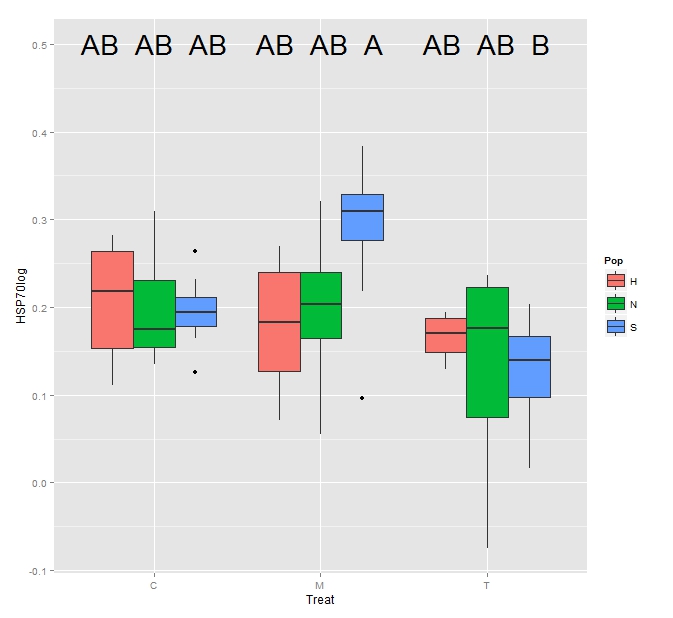 AB AB AB AB AB A AB AB B
0.5
0.4
0.3
0.2
0.1
0.0
-0.1
HSP70log
C M T
Treat
Pop
H
N
S